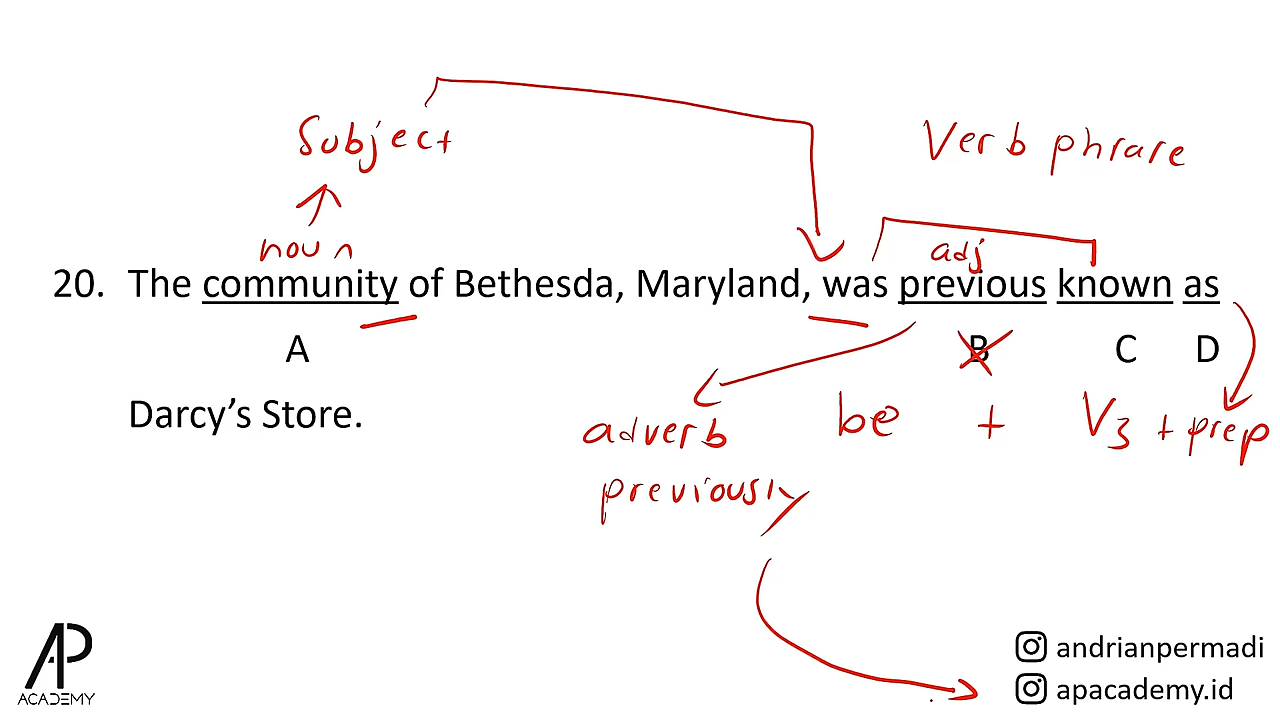 Subject
Verb phrare
noun
adj
20. The community of Bethesda, Maryland, was previous known as
A B C D
Darcy's Store.
be + V3 + prep
adverb
previously
AP
ACADEMY
andrianpermadi
apacademy.id